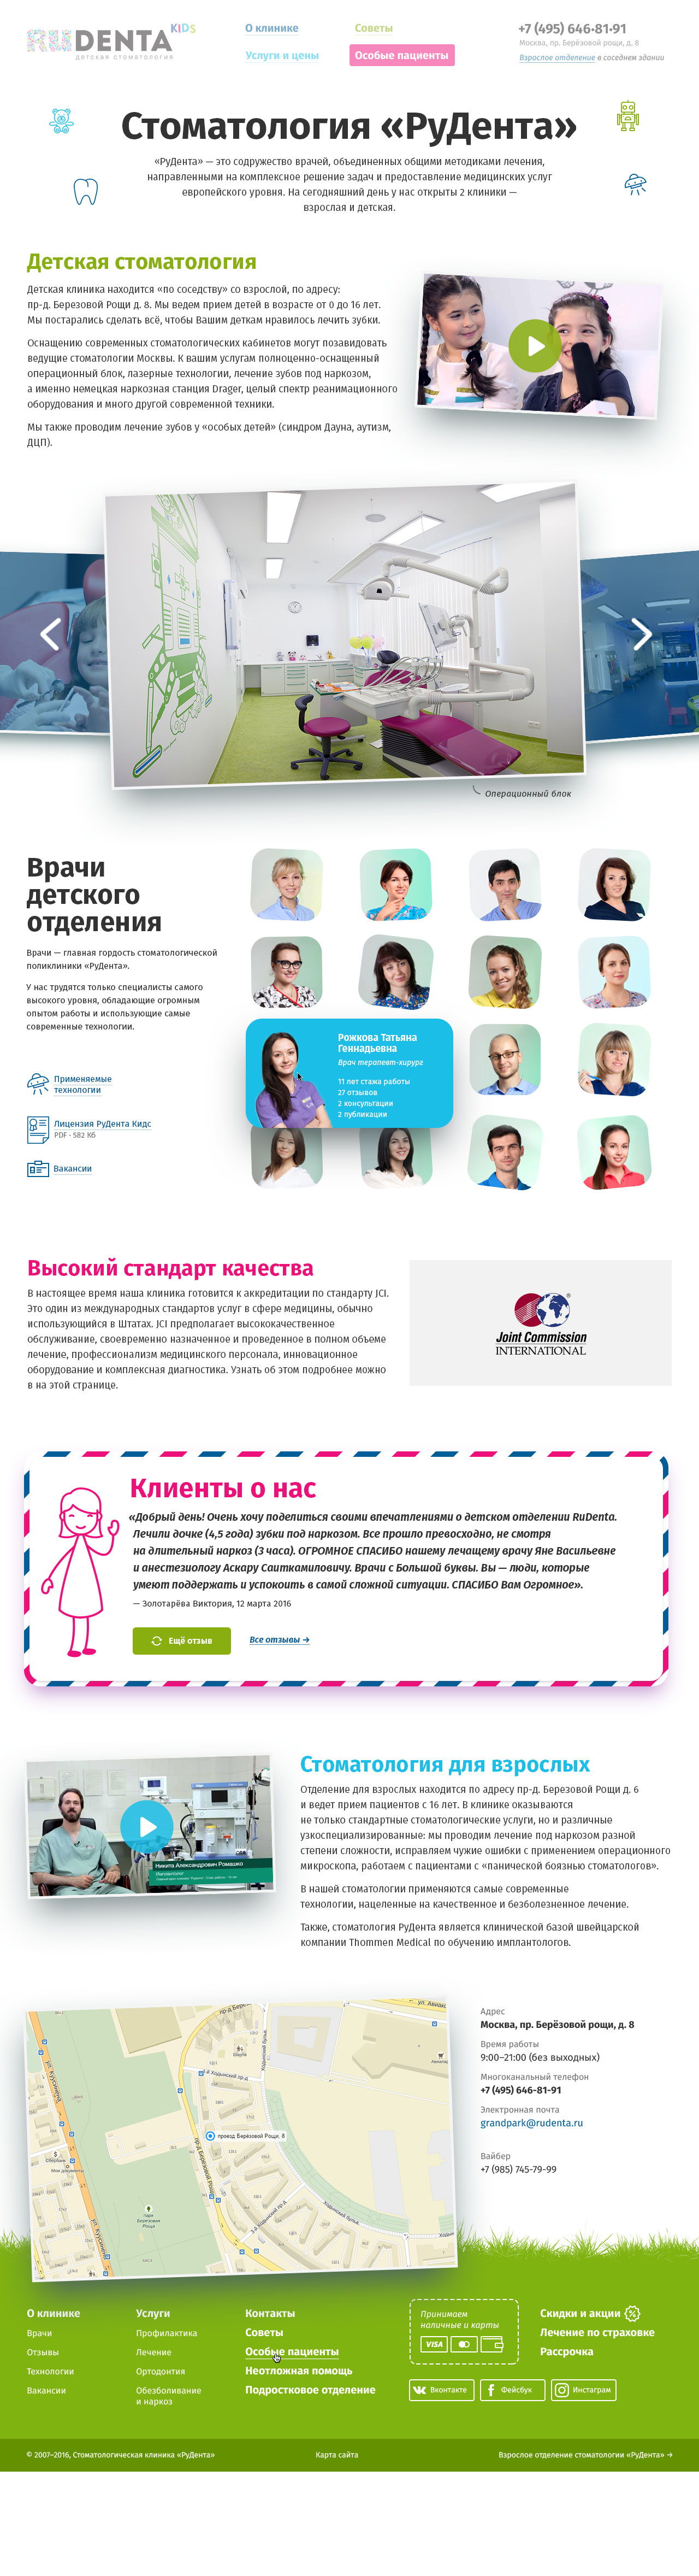 RUDENTA KIDS
детская стоматология
О клинике
Советы
Услуги и цены
Особые пациенты
+7 (495) 646-81-91
Москва, пр. Берёзовой рощи, д. 8
Взрослое отделение в соседнем здании
Стоматология «РуДента»
«РуДента» — это содружество врачей, объединенных общими методиками лечения,
направленными на комплексное решение задач и предоставление медицинских услуг
европейского уровня. На сегодняшний день у нас открыты 2 клиники —
взрослая и детская.
Детская стоматология
Детская клиника находится «по соседству» со взрослой, по адресу:
пр-д. Березовой Рощи д. 8. Мы ведем прием детей в возрасте от 0 до 16 лет.
Мы постарались сделать всё, чтобы Вашим деткам нравилось лечить зубки.
Оснащению современных стоматологических кабинетов могут позавидовать
ведущие стоматологии Москвы. К вашим услугам полноценно-оснащенный
операционный блок, лазерные технологии, лечение зубов под наркозом,
а именно немецкая наркозная станция Drager, целый спектр реанимационного
оборудования и много другой современной техники.
Мы также проводим лечение зубов у «особых детей» (синдром Дауна, аутизм,
ДЦП).
Операционный блок
Врачи
детского
отделения
Врачи — главная гордость стоматологической
поликлиники «РуДента».
У нас трудятся только специалисты самого
высокого уровня, обладающие огромным
опытом работы и использующие самые
современные технологии.
Применяемые
технологии
Лицензия РуДента Кидс
PDF - 582 Кб
Вакансии
Рожкова Татьяна
Геннадьевна
Врач терапевт-хирург
11 лет стажа работы
27 отзывов
2 консультации
2 публикации
Высокий стандарт качества
В настоящее время наша клиника готовится к аккредитации по стандарту JCI.
Это один из международных стандартов услуг в сфере медицины, обычно
использующийся в Штатах. JCI предполагает высококачественное
обслуживание, своевременно назначенное и проведенное в полном объеме
лечение, профессионализм медицинского персонала, инновационное
оборудование и комплексная диагностика. Узнать об этом подробнее можно
в на этой странице.
®
Joint Commission
INTERNATIONAL
Клиенты о нас
«Добрый день! Очень хочу поделиться своими впечатлениями о детском отделении RuDenta.
Лечили дочке (4,5 года) зубки под наркозом. Все прошло превосходно, не смотря
на длительный наркоз (3 часа). ОГРОМНОЕ СПАСИБО нашему лечащему врачу Яне Васильевне
и анестезиологу Аскару Саиткамиловичу. Врачи с Большой буквы. Вы — люди, которые
умеют поддержать и успокоить в самой сложной ситуации. СПАСИБО Вам Огромное».
— Золотарёва Виктория, 12 марта 2016
Ещё отзыв
Все отзывы →
Никита Александрович Ромашко
Стоматология для взрослых
Отделение для взрослых находится по адресу пр-д. Березовой Рощи д. 6
и ведет прием пациентов с 16 лет. В клинике оказываются
не только стандартные стоматологические услуги, но и различные
узкоспециализированные: мы проводим лечение под наркозом разной
степени сложности, исправляем чужие ошибки с применением операционного
микроскопа, работаем с пациентами с «панической боязнью стоматологов».
В нашей стоматологии применяются самые современные
технологии, нацеленные на качественное и безболезненное лечение.
Также, стоматология РуДента является клинической базой швейцарской
компании Thommen Medical по обучению имплантологов.
проезд Берёзовой Рощи, 8
Парк
Березовая
Роща
Адрес
Москва, пр. Берёзовой рощи, д. 8
Время работы
9:00–21:00 (без выходных)
Многоканальный телефон
+7 (495) 646-81-91
Электронная почта
grandpark@rudenta.ru
Вайбер
+7 (985) 745-79-99
О клинике
Врачи
Отзывы
Технологии
Вакансии
Услуги
Профилактика
Лечение
Ортодонтия
Обезболивание
и наркоз
Контакты
Советы
Особые пациенты
Неотложная помощь
Подростковое отделение
Принимаем
наличные и карты
VISA
Скидки и акции
Лечение по страховке
Рассрочка
Вконтакте
Фейсбук
Инстаграм
© 2007–2016, Стоматологическая клиника «РуДента»
Карта сайта
Взрослое отделение стоматологии «РуДента» →